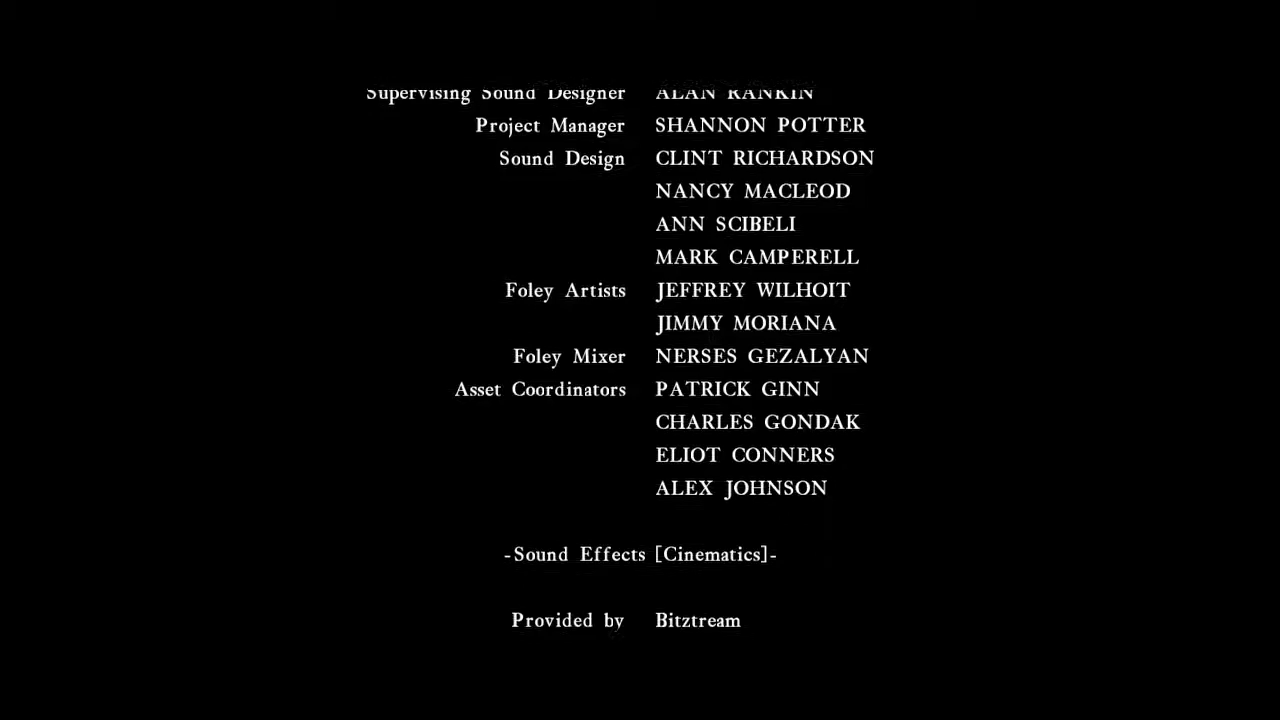 Supervising Sound Designer ALAN RANKIN
Project Manager SHANNON POTTER
Sound Design CLINT RICHARDSON
NANCY MACLEOD
ANN SCIBELI
MARK CAMPERELL
Foley Artists JEFFREY WILHOIT
JIMMY MORIANA
Foley Mixer NERSES GEZALYAN
Asset Coordinators PATRICK GINN
CHARLES GONDAK
ELIOT CONNERS
ALEX JOHNSON
-Sound Effects [Cinematics]-
Provided by Bitztream